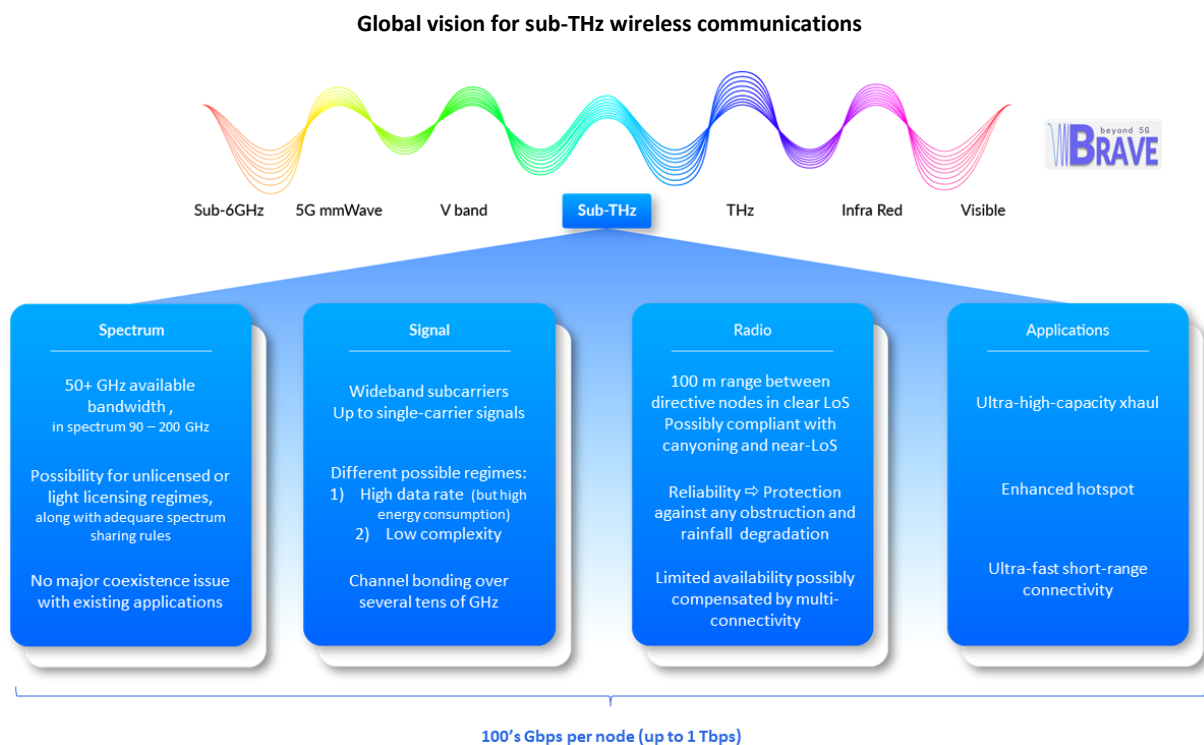 Global vision for sub-THz wireless communications
beyond 5G
BRAVE
Sub-6GHz
5G mmWave
V band
Sub-THz
THz
Infra Red
Visible
Spectrum
50+ GHz available
bandwidth ,
in spectrum 90 – 200 GHz
Possibility for unlicensed or
light licensing regimes,
along with adequare spectrum
sharing rules
No major coexistence issue
with existing applications
Signal
Wideband subcarriers
Up to single-carrier signals
Different possible regimes:
1) High data rate (but high
energy consumption)
2) Low complexity
Channel bonding over
several tens of GHz
Radio
100 m range between
directive nodes in clear LoS
Possibly compliant with
canyoning and near-LoS
Reliability ⇨ Protection
against any obstruction and
rainfall degradation
Limited availability possibly
compensated by multi-
connectivity
Applications
Ultra-high-capacity xhaul
Enhanced hotspot
Ultra-fast short-range
connectivity
100’s Gbps per node (up to 1 Tbps)